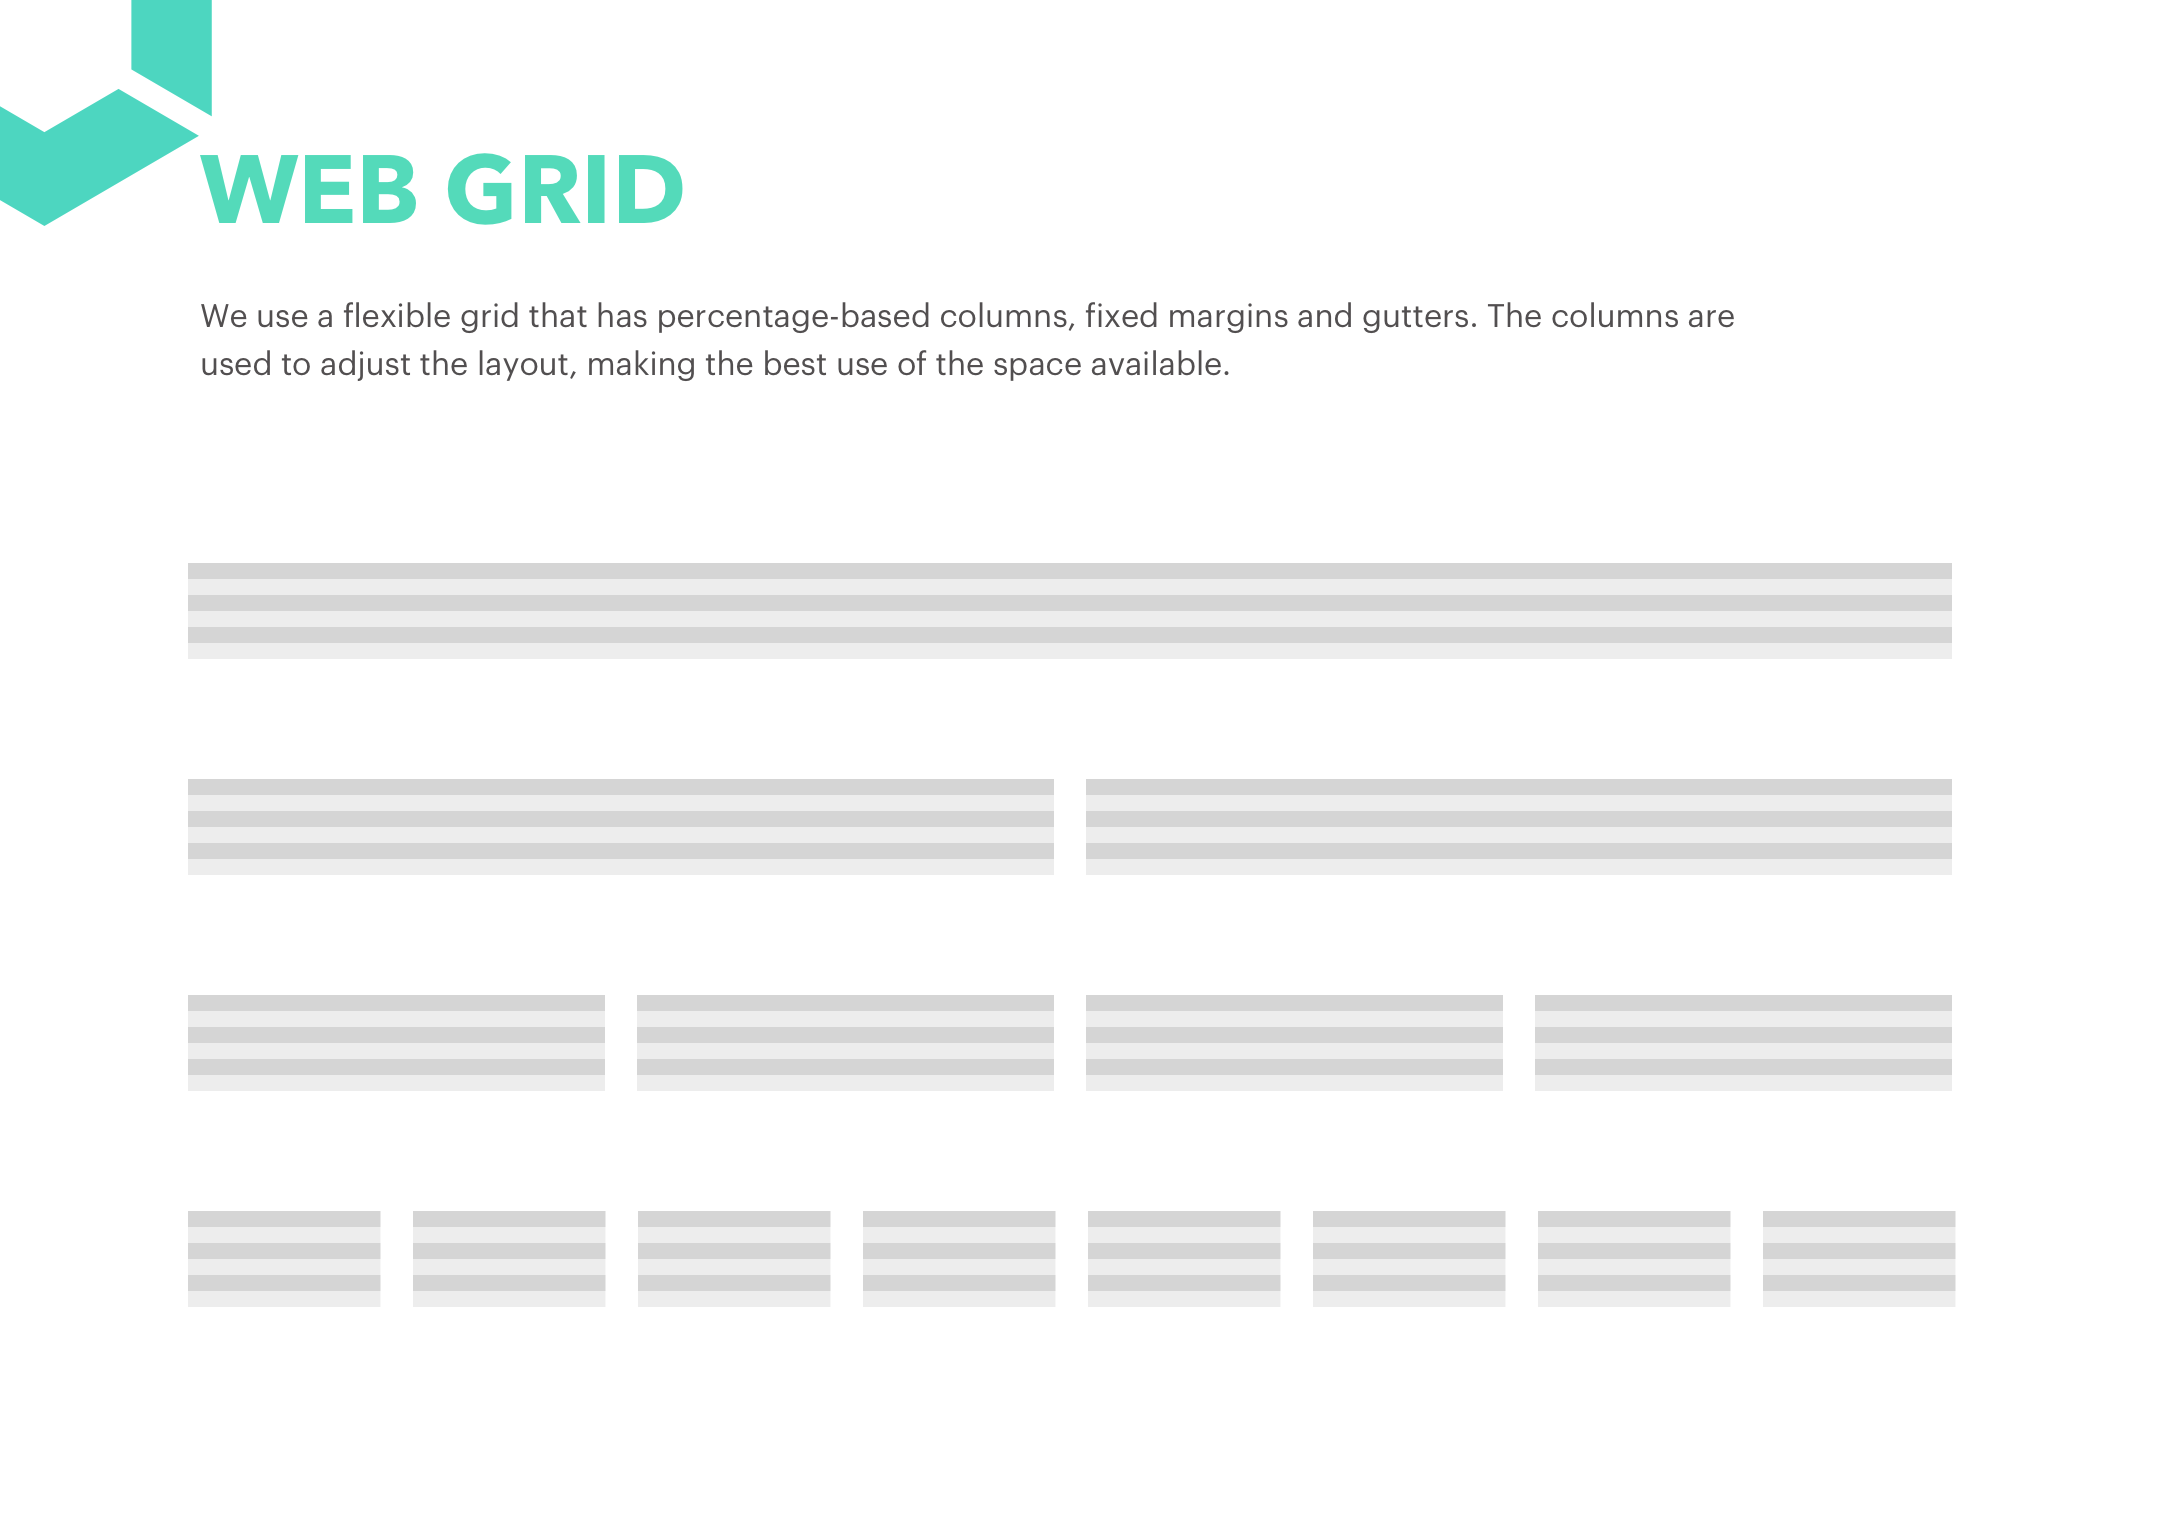 WEB GRID
We use a flexible grid that has percentage-based columns, fixed margins and gutters. The columns are
used to adjust the layout, making the best use of the space available.